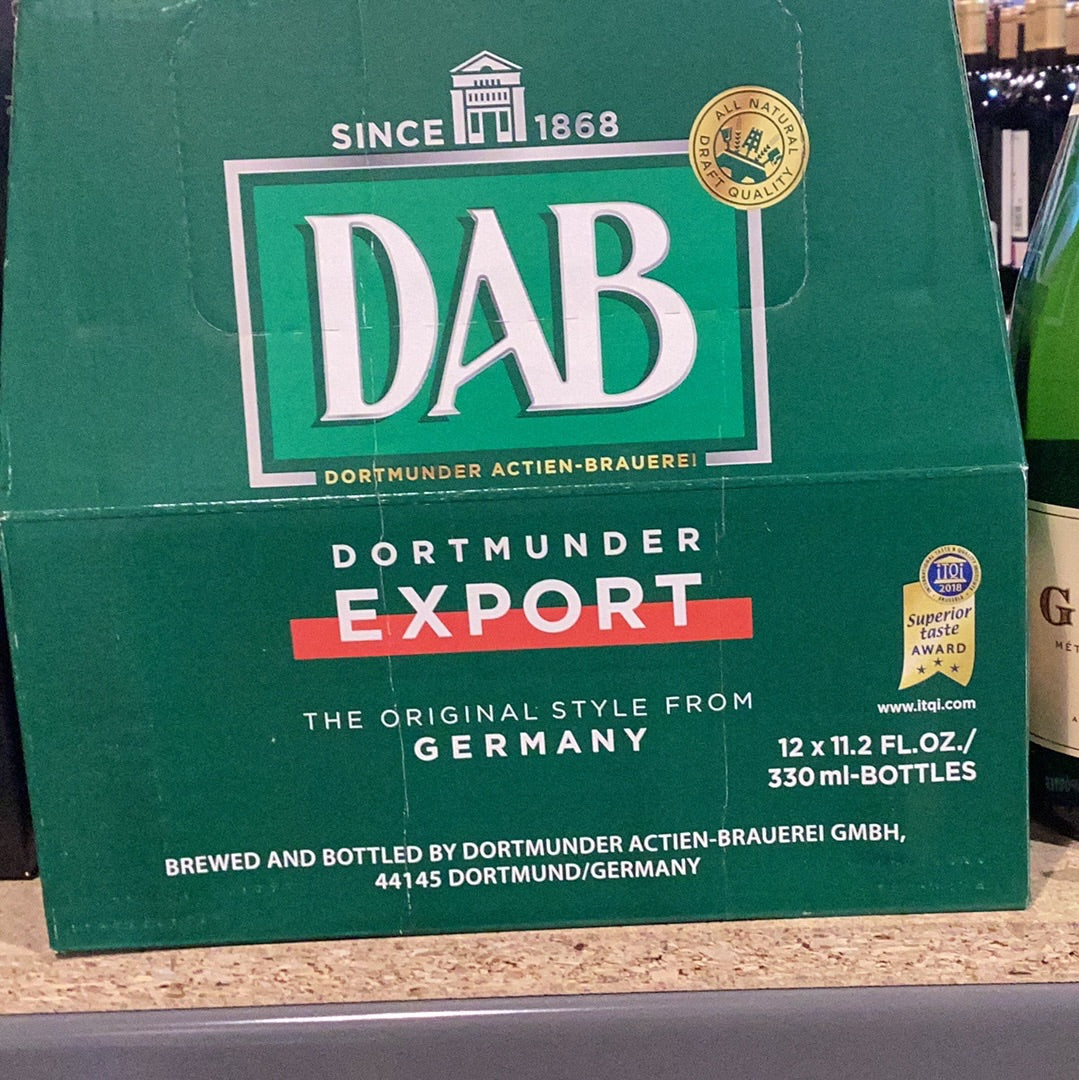 SINCE 1868
ALL NATURAL
DRAFT QUALITY
DAB
DORTMUNDER ACTIEN-BRAUEREI
DORTMUNDER
EXPORT
iTQi
2018
Superior
taste
AWARD
www.itqi.com
THE ORIGINAL STYLE FROM
GERMANY
12 x 11.2 FL.OZ./
330 ml-BOTTLES
BREWED AND BOTTLED BY DORTMUNDER ACTIEN-BRAUEREI GMBH,
44145 DORTMUND/GERMANY
G
MÉT